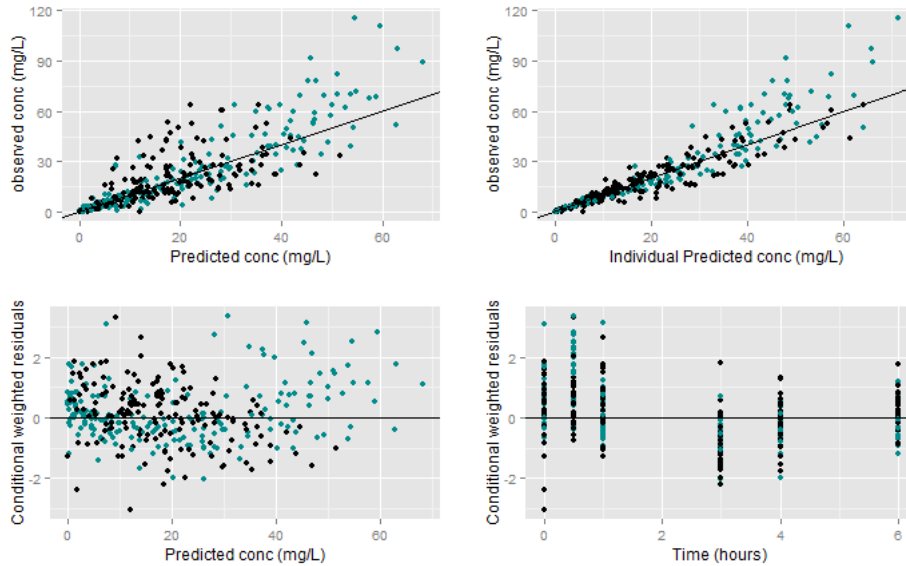 120
90
60
30
0
observed conc (mg/L)
0 20 40 60
Predicted conc (mg/L)
120
90
60
30
0
observed conc (mg/L)
0 20 40 60
Individual Predicted conc (mg/L)
2
0
-2
Conditional weighted residuals
0 20 40 60
Predicted conc (mg/L)
2
0
-2
Conditional weighted residuals
0 2 4 6
Time (hours)